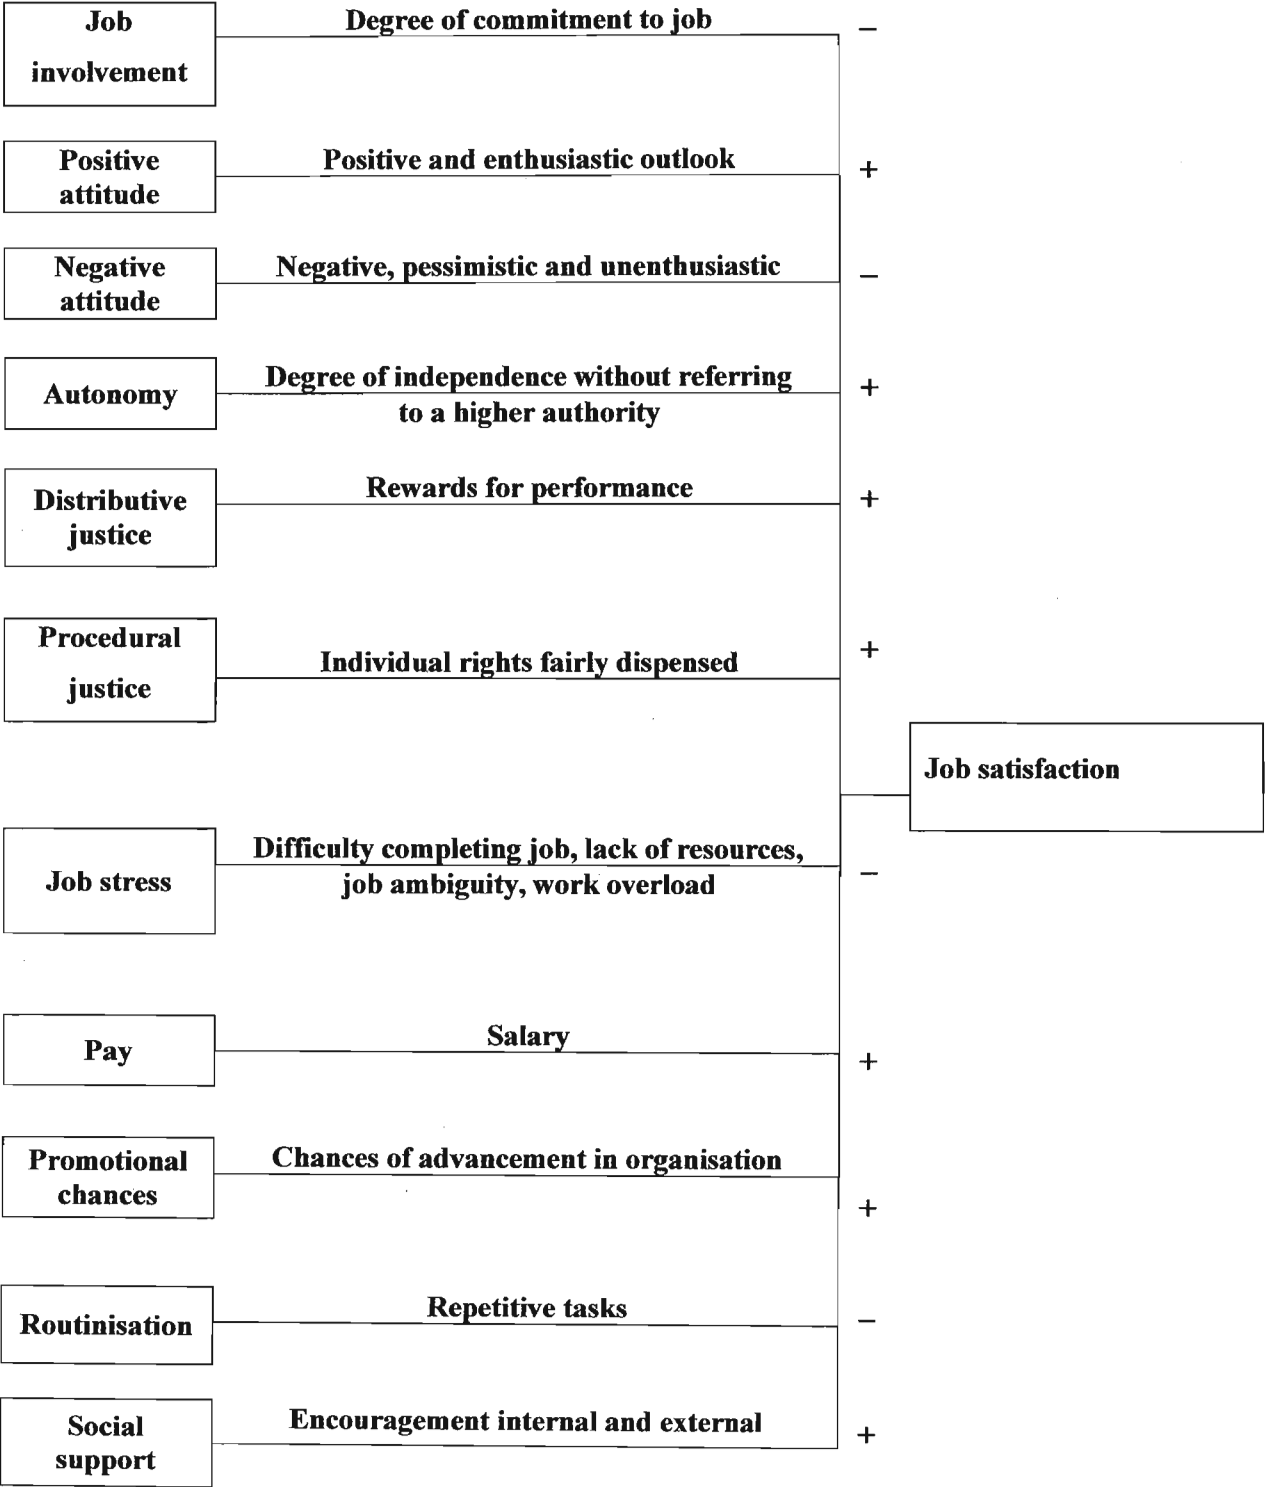 Job
involvement
Degree of commitment to job
−
Positive
attitude
Positive and enthusiastic outlook
+
Negative
attitude
Negative, pessimistic and unenthusiastic
−
Autonomy
Degree of independence without referring
to a higher authority
+
Distributive
justice
Rewards for performance
+
Procedural
justice
Individual rights fairly dispensed
+
Job satisfaction
Job stress
Difficulty completing job, lack of resources,
job ambiguity, work overload
−
Pay
Salary
+
Promotional
chances
Chances of advancement in organisation
+
Routinisation
Repetitive tasks
−
Social
support
Encouragement internal and external
+